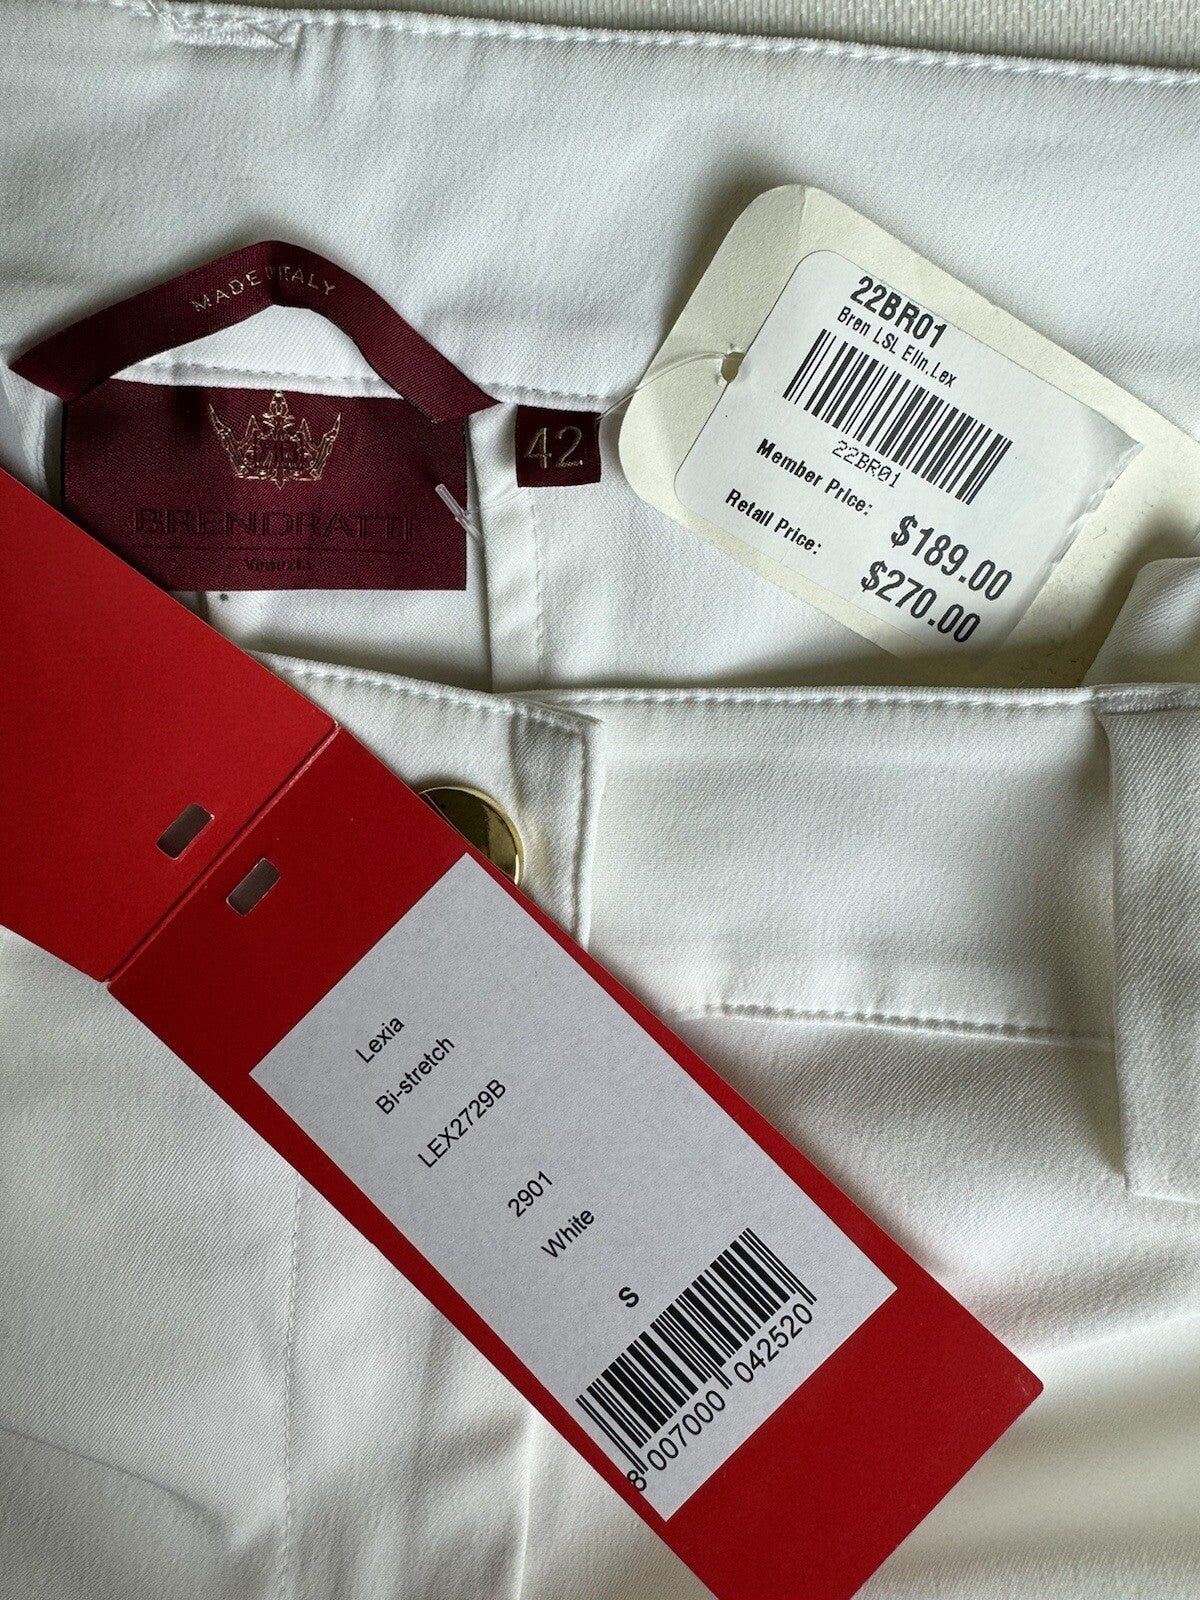 MADE IN ITALY
BRENDRATTI
Venezia
42
22BR01
Bren LSL Elln.Lex
22BR01
Member Price: $189.00
Retail Price: $270.00
Lexia
Bi-stretch
LEX2729B
2901
White
S
8 007000 042520